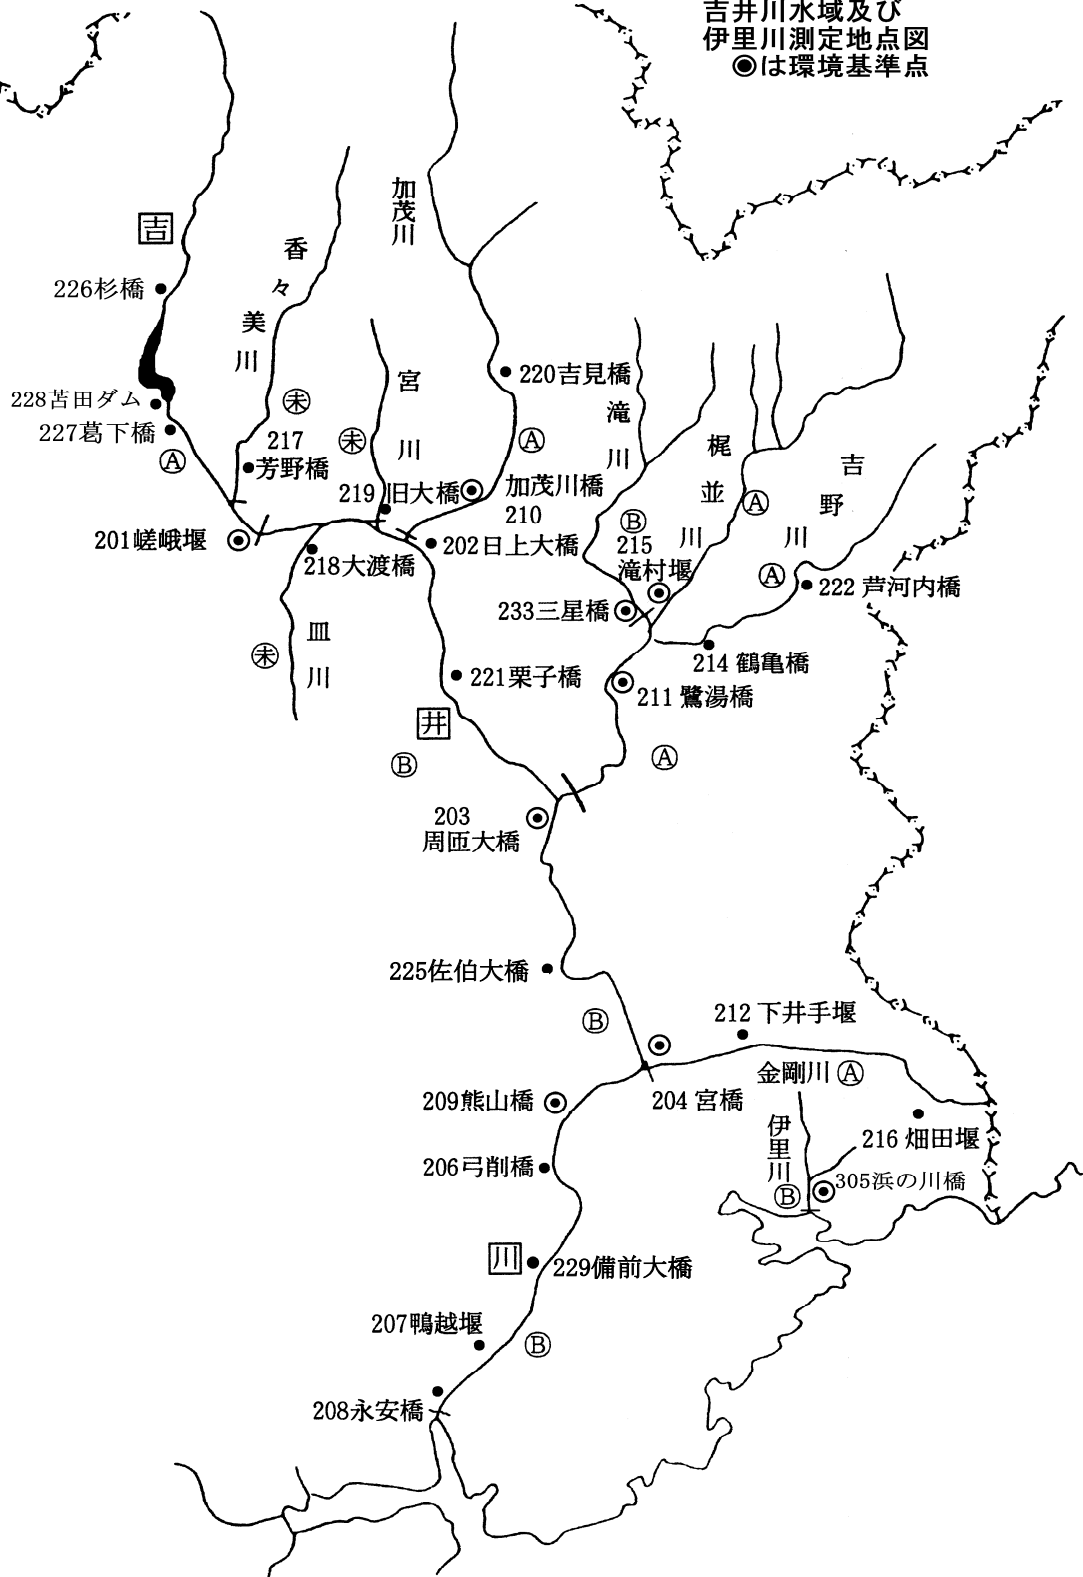 吉井川水域及び
伊里川測定地点図
◉は環境基準点
加茂川
吉
香々美川
226杉橋
220吉見橋
宮川
228苫田ダム
未
滝川
227葛下橋
Ⓐ
217
芳野橋
未
Ⓐ
梶並川
吉野川
219 旧大橋
加茂川橋
210
Ⓐ
Ⓑ
201嵯峨堰
202日上大橋
215
滝村堰
218大渡橋
Ⓐ
222 芦河内橋
233三星橋
皿川
未
214 鶴亀橋
221栗子橋
211 鷺湯橋
井
Ⓑ
Ⓐ
203
周匝大橋
225佐伯大橋
Ⓑ
212 下井手堰
金剛川 Ⓐ
209熊山橋
204 宮橋
伊里川
216 畑田堰
206弓削橋
Ⓑ
305浜の川橋
川
229備前大橋
207鴨越堰
Ⓑ
208永安橋